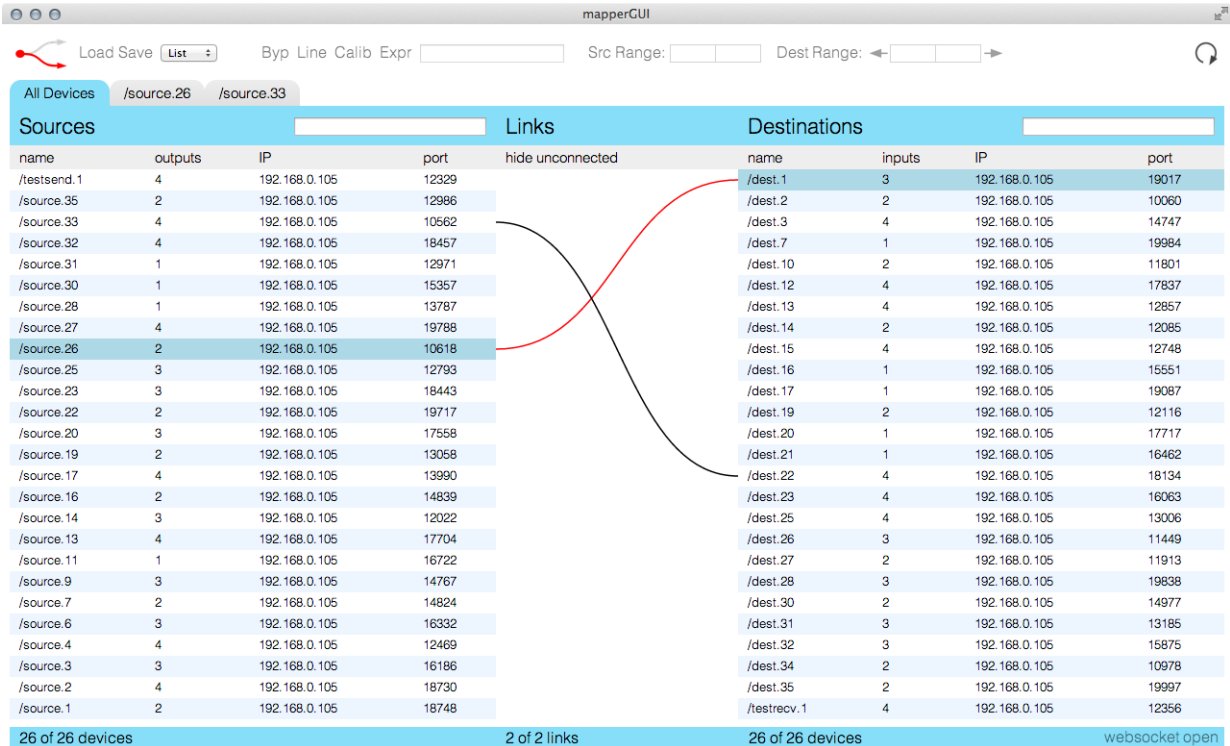 mapperGUI
Load Save List Byp Line Calib Expr Src Range: Dest Range:
All Devices /source.26 /source.33
Sources Links Destinations
name outputs IP port hide unconnected name inputs IP port
/testsend.1 4 192.168.0.105 12329 /dest.1 3 192.168.0.105 19017
/source.35 2 192.168.0.105 12986 /dest.2 2 192.168.0.105 10060
/source.33 4 192.168.0.105 10562 /dest.3 4 192.168.0.105 14747
/source.32 4 192.168.0.105 18457 /dest.7 1 192.168.0.105 19984
/source.31 1 192.168.0.105 12971 /dest.10 2 192.168.0.105 11801
/source.30 1 192.168.0.105 15357 /dest.12 4 192.168.0.105 17837
/source.28 1 192.168.0.105 13787 /dest.13 4 192.168.0.105 12857
/source.27 4 192.168.0.105 19788 /dest.14 2 192.168.0.105 12085
/source.26 2 192.168.0.105 10618 /dest.15 4 192.168.0.105 12748
/source.25 3 192.168.0.105 12793 /dest.16 1 192.168.0.105 15551
/source.23 3 192.168.0.105 18443 /dest.17 1 192.168.0.105 19087
/source.22 2 192.168.0.105 19717 /dest.19 2 192.168.0.105 12116
/source.20 3 192.168.0.105 17558 /dest.20 1 192.168.0.105 17717
/source.19 2 192.168.0.105 13058 /dest.21 1 192.168.0.105 16462
/source.17 4 192.168.0.105 13990 /dest.22 4 192.168.0.105 18134
/source.16 2 192.168.0.105 14839 /dest.23 4 192.168.0.105 16063
/source.14 3 192.168.0.105 12022 /dest.25 4 192.168.0.105 13006
/source.13 4 192.168.0.105 17704 /dest.26 3 192.168.0.105 11449
/source.11 1 192.168.0.105 16722 /dest.27 2 192.168.0.105 11913
/source.9 3 192.168.0.105 14767 /dest.28 3 192.168.0.105 19838
/source.7 2 192.168.0.105 14824 /dest.30 2 192.168.0.105 14977
/source.6 3 192.168.0.105 16332 /dest.31 3 192.168.0.105 13185
/source.4 4 192.168.0.105 12469 /dest.32 3 192.168.0.105 15875
/source.3 3 192.168.0.105 16186 /dest.34 2 192.168.0.105 10978
/source.2 4 192.168.0.105 18730 /dest.35 2 192.168.0.105 19997
/source.1 2 192.168.0.105 18748 /testrecv.1 4 192.168.0.105 12356
26 of 26 devices 2 of 2 links 26 of 26 devices websocket open